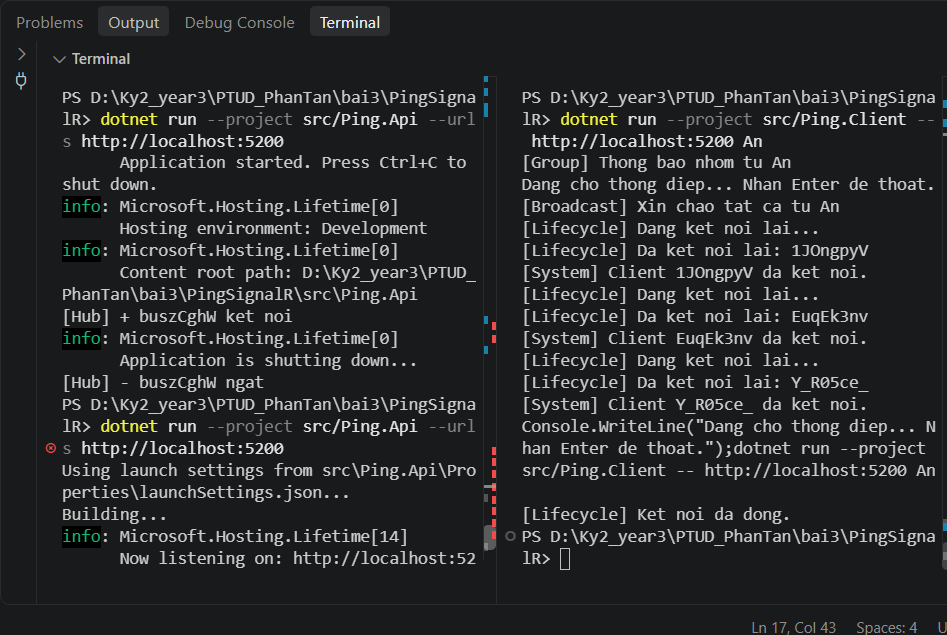 Problems Output Debug Console Terminal
Terminal
PS D:\Ky2_year3\PTUD_PhanTan\bai3\PingSigna
lR> dotnet run --project src/Ping.Api --url
s http://localhost:5200
Application started. Press Ctrl+C to
shut down.
info: Microsoft.Hosting.Lifetime[0]
Hosting environment: Development
info: Microsoft.Hosting.Lifetime[0]
Content root path: D:\Ky2_year3\PTUD_
PhanTan\bai3\PingSignalR\src\Ping.Api
[Hub] + buszCghW ket noi
info: Microsoft.Hosting.Lifetime[0]
Application is shutting down...
[Hub] - buszCghW ngat
PS D:\Ky2_year3\PTUD_PhanTan\bai3\PingSigna
lR> dotnet run --project src/Ping.Api --url
s http://localhost:5200
Using launch settings from src\Ping.Api\Pro
perties\launchSettings.json...
Building...
info: Microsoft.Hosting.Lifetime[14]
Now listening on: http://localhost:52
PS D:\Ky2_year3\PTUD_PhanTan\bai3\PingSigna
lR> dotnet run --project src/Ping.Client --
http://localhost:5200 An
[Group] Thong bao nhom tu An
Dang cho thong diep... Nhan Enter de thoat.
[Broadcast] Xin chao tat ca tu An
[Lifecycle] Dang ket noi lai...
[Lifecycle] Da ket noi lai: 1JOngpyV
[System] Client 1JOngpyV da ket noi.
[Lifecycle] Dang ket noi lai...
[Lifecycle] Da ket noi lai: EuqEk3nv
[System] Client EuqEk3nv da ket noi.
[Lifecycle] Dang ket noi lai...
[Lifecycle] Da ket noi lai: Y_R05ce_
[System] Client Y_R05ce_ da ket noi.
Console.WriteLine("Dang cho thong diep... N
han Enter de thoat.");dotnet run --project
src/Ping.Client -- http://localhost:5200 An
[Lifecycle] Ket noi da dong.
PS D:\Ky2_year3\PTUD_PhanTan\bai3\PingSigna
lR>
Ln 17, Col 43 Spaces: 4 U